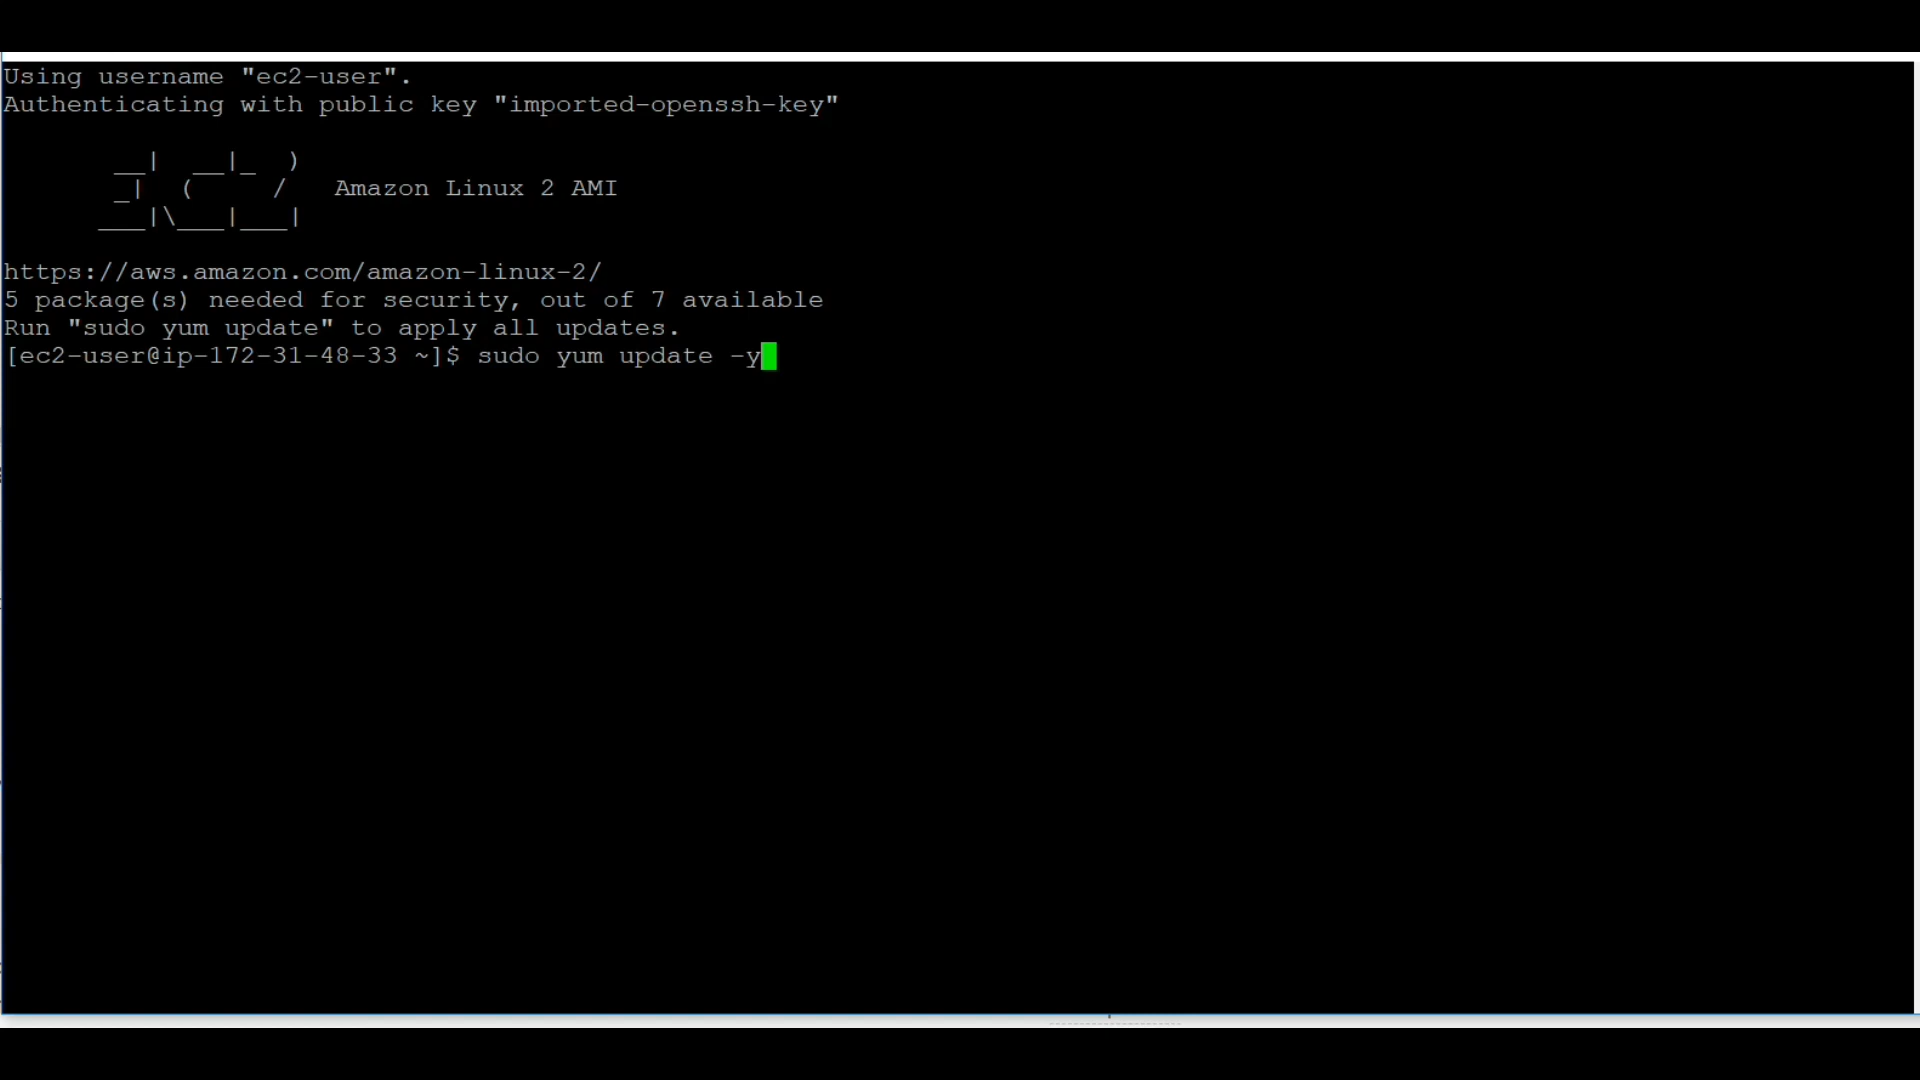 Using username "ec2-user".
Authenticating with public key "imported-openssh-key"
       __|  __|_  )
       _|  (     /   Amazon Linux 2 AMI
      ___|\___|___|
https://aws.amazon.com/amazon-linux-2/
5 package(s) needed for security, out of 7 available
Run "sudo yum update" to apply all updates.
[ec2-user@ip-172-31-48-33 ~]$ sudo yum update -y